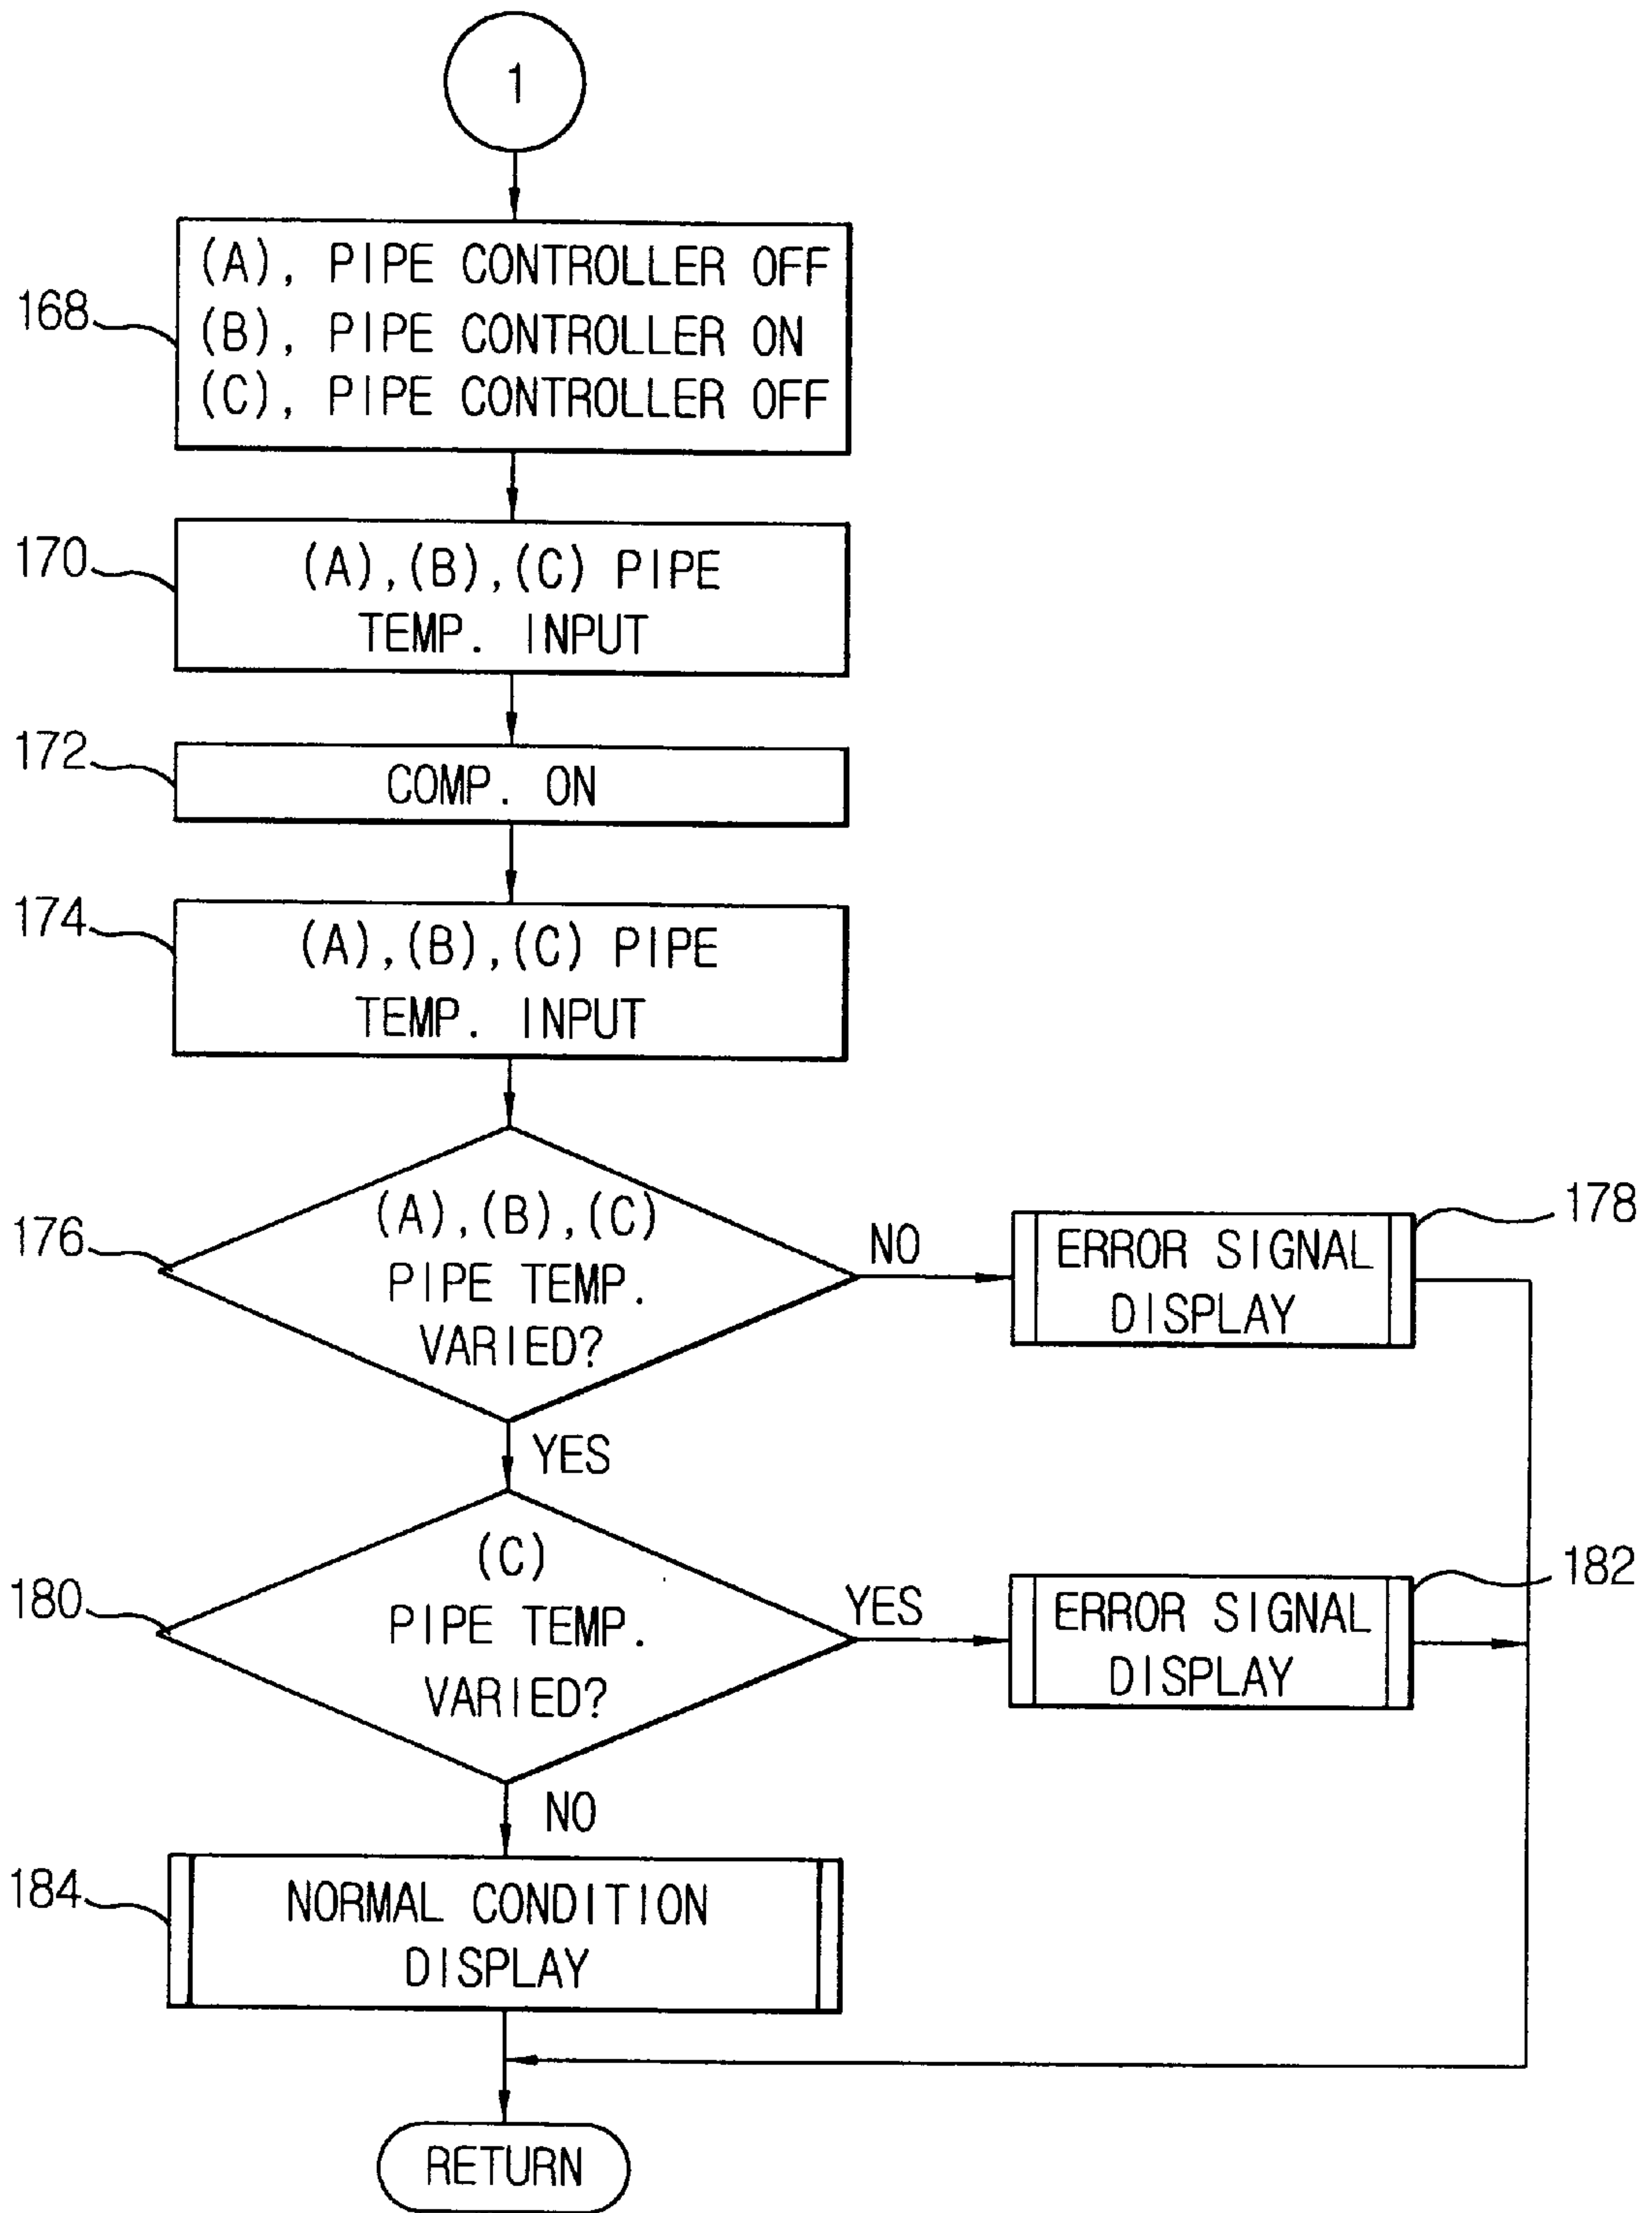 1
168
(A), PIPE CONTROLLER OFF
(B), PIPE CONTROLLER ON
(C), PIPE CONTROLLER OFF
170
(A),(B),(C) PIPE
TEMP. INPUT
172
COMP. ON
174
(A),(B),(C) PIPE
TEMP. INPUT
176
(A),(B),(C)
PIPE TEMP.
VARIED?
NO
ERROR SIGNAL
DISPLAY
178
YES
180
(C)
PIPE TEMP.
VARIED?
YES
ERROR SIGNAL
DISPLAY
182
NO
184
NORMAL CONDITION
DISPLAY
RETURN